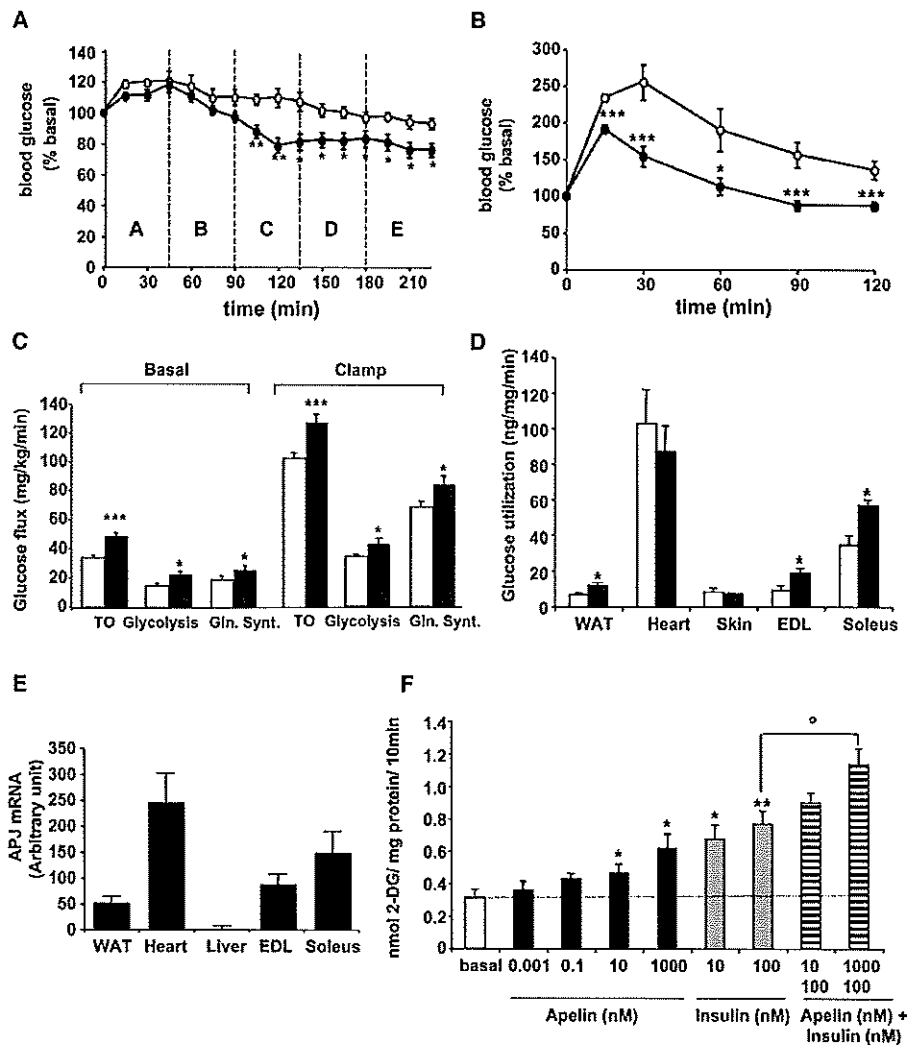 A
blood glucose
(% basal)
140
120
100
80
60
40
20
0
** ** * * * * * * * *
A B C D E
0 30 60 90 120 150 180 210
time (min)
B
blood glucose
(% basal)
300
250
200
150
100
50
0
***
***
*
***
***
0 30 60 90 120
time (min)
C
Basal Clamp
Glucose flux (mg/kg/min)
140
120
100
80
60
40
20
0
*** * * *** * *
TO Glycolysis Gln. Synt. TO Glycolysis Gln. Synt.
D
Glucose utilization (ng/mg/min)
140
120
100
80
60
40
20
0
* * *
WAT Heart Skin EDL Soleus
E
APJ mRNA
(Arbitrary unit)
350
300
250
200
150
100
50
0
WAT Heart Liver EDL Soleus
F
nmol 2-DG/ mg protein/ 10min
1.4
1.2
1.0
0.8
0.6
0.4
0.2
0
* * * ** °
basal 0.001 0.1 10 1000 10 100 10 1000
100 100
Apelin (nM) Insulin (nM) Apelin (nM) +
Insulin (nM)